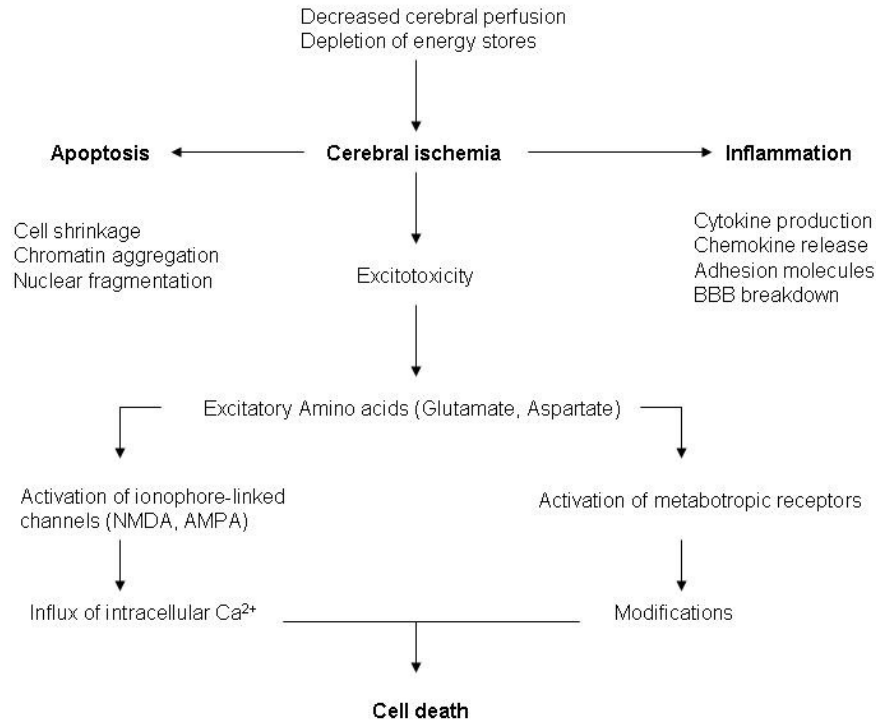 Decreased cerebral perfusion
Depletion of energy stores
Apoptosis
Cerebral ischemia
Inflammation
Cell shrinkage
Chromatin aggregation
Nuclear fragmentation
Excitotoxicity
Cytokine production
Chemokine release
Adhesion molecules
BBB breakdown
Excitatory Amino acids (Glutamate, Aspartate)
Activation of ionophore-linked
channels (NMDA, AMPA)
Activation of metabotropic receptors
Influx of intracellular Ca²⁺
Modifications
Cell death